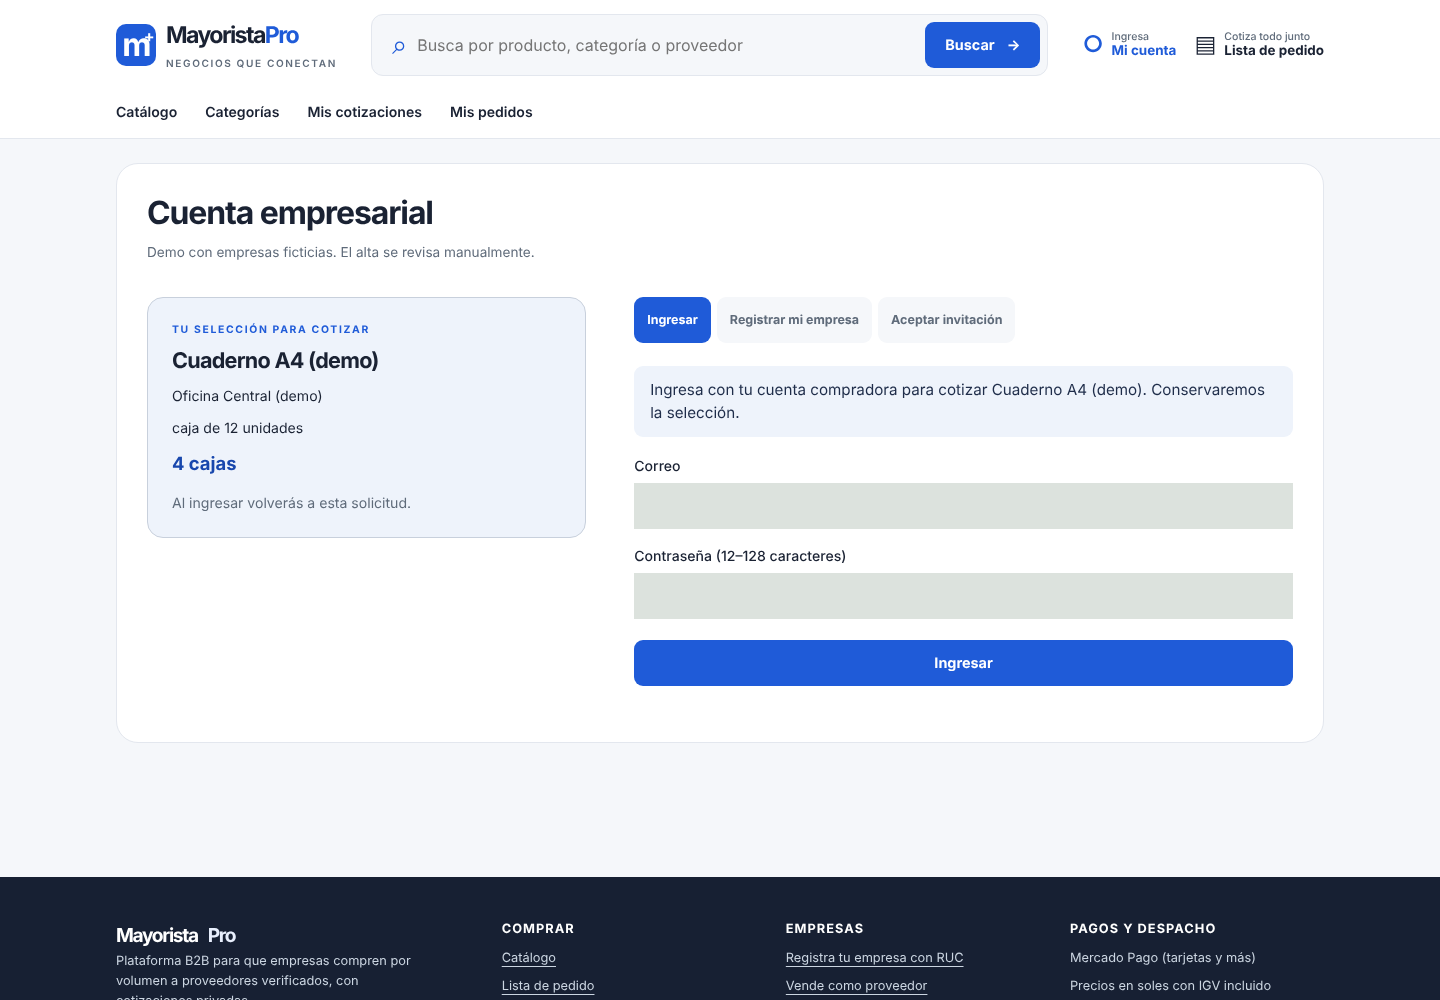 MayoristaPro
NEGOCIOS QUE CONECTAN
Busca por producto, categoría o proveedor
Buscar →
Ingresa
Mi cuenta
Cotiza todo junto
Lista de pedido
Catálogo
Categorías
Mis cotizaciones
Mis pedidos
Cuenta empresarial
Demo con empresas ficticias. El alta se revisa manualmente.
TU SELECCIÓN PARA COTIZAR
Cuaderno A4 (demo)
Oficina Central (demo)
caja de 12 unidades
4 cajas
Al ingresar volverás a esta solicitud.
Ingresar
Registrar mi empresa
Aceptar invitación
Ingresa con tu cuenta compradora para cotizar Cuaderno A4 (demo). Conservaremos
la selección.
Correo
Contraseña (12–128 caracteres)
Ingresar
Mayorista Pro
Plataforma B2B para que empresas compren por
volumen a proveedores verificados, con
cotizaciones privadas.
COMPRAR
Catálogo
Lista de pedido
EMPRESAS
Registra tu empresa con RUC
Vende como proveedor
PAGOS Y DESPACHO
Mercado Pago (tarjetas y más)
Precios en soles con IGV incluido